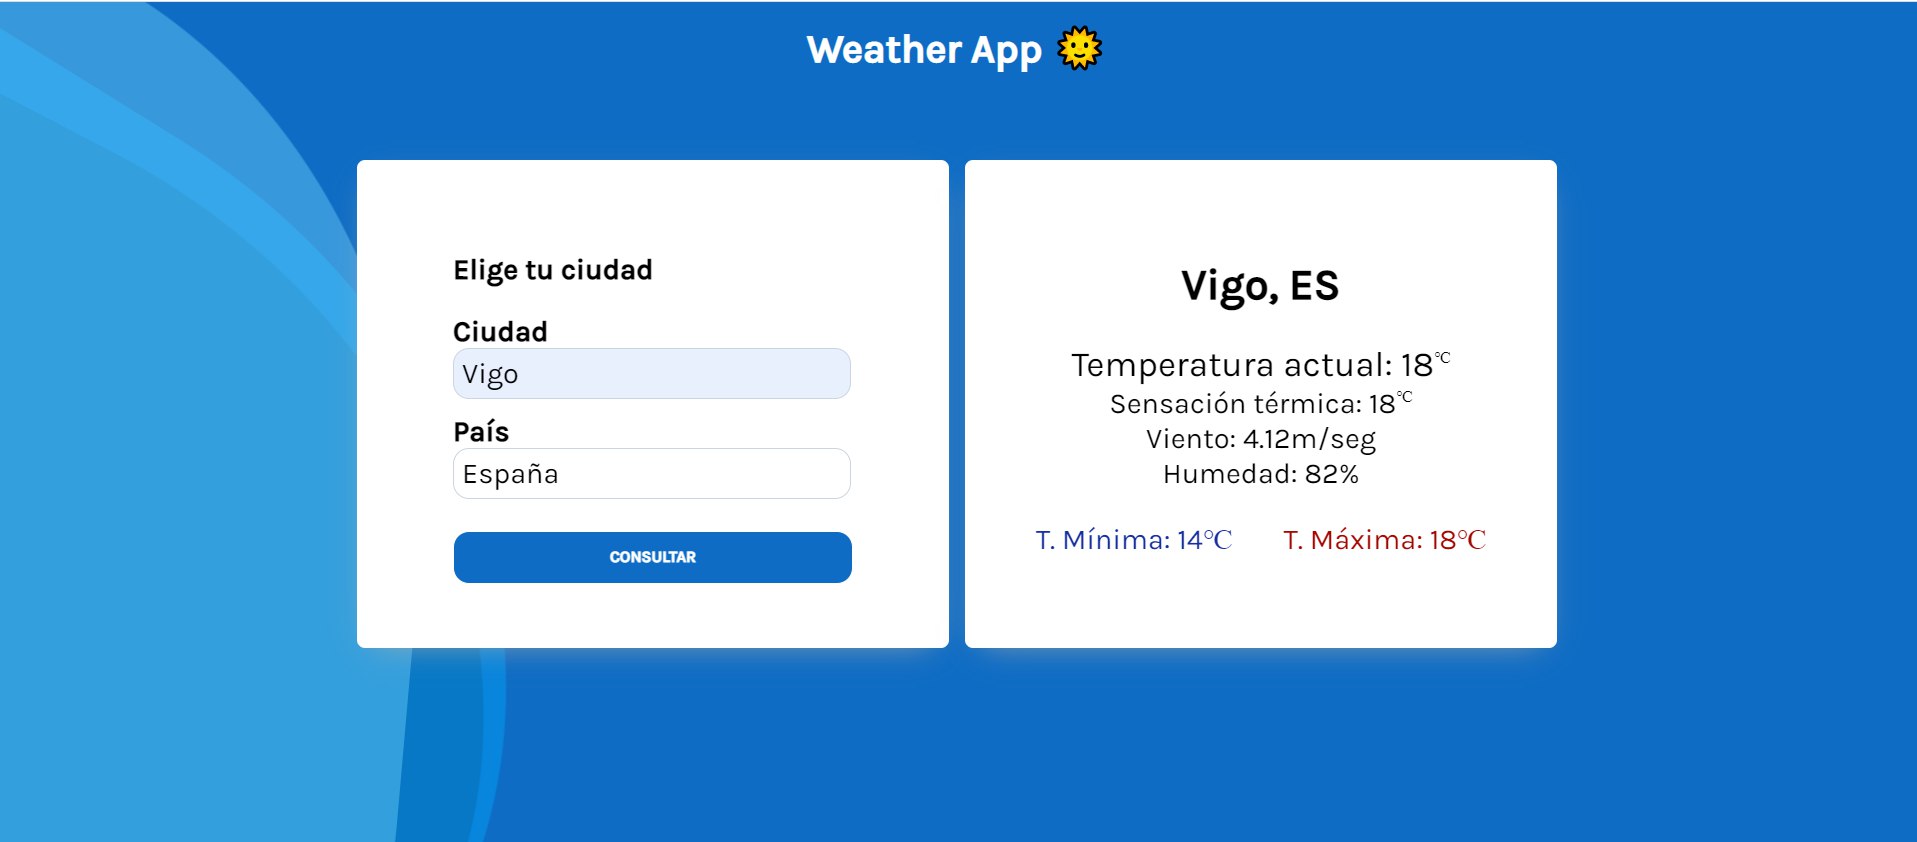 Weather App
Elige tu ciudad
Ciudad
Vigo
País
España
CONSULTAR
Vigo, ES
Temperatura actual: 18°C
Sensación térmica: 18°C
Viento: 4.12m/seg
Humedad: 82%
T. Mínima: 14°C T. Máxima: 18°C